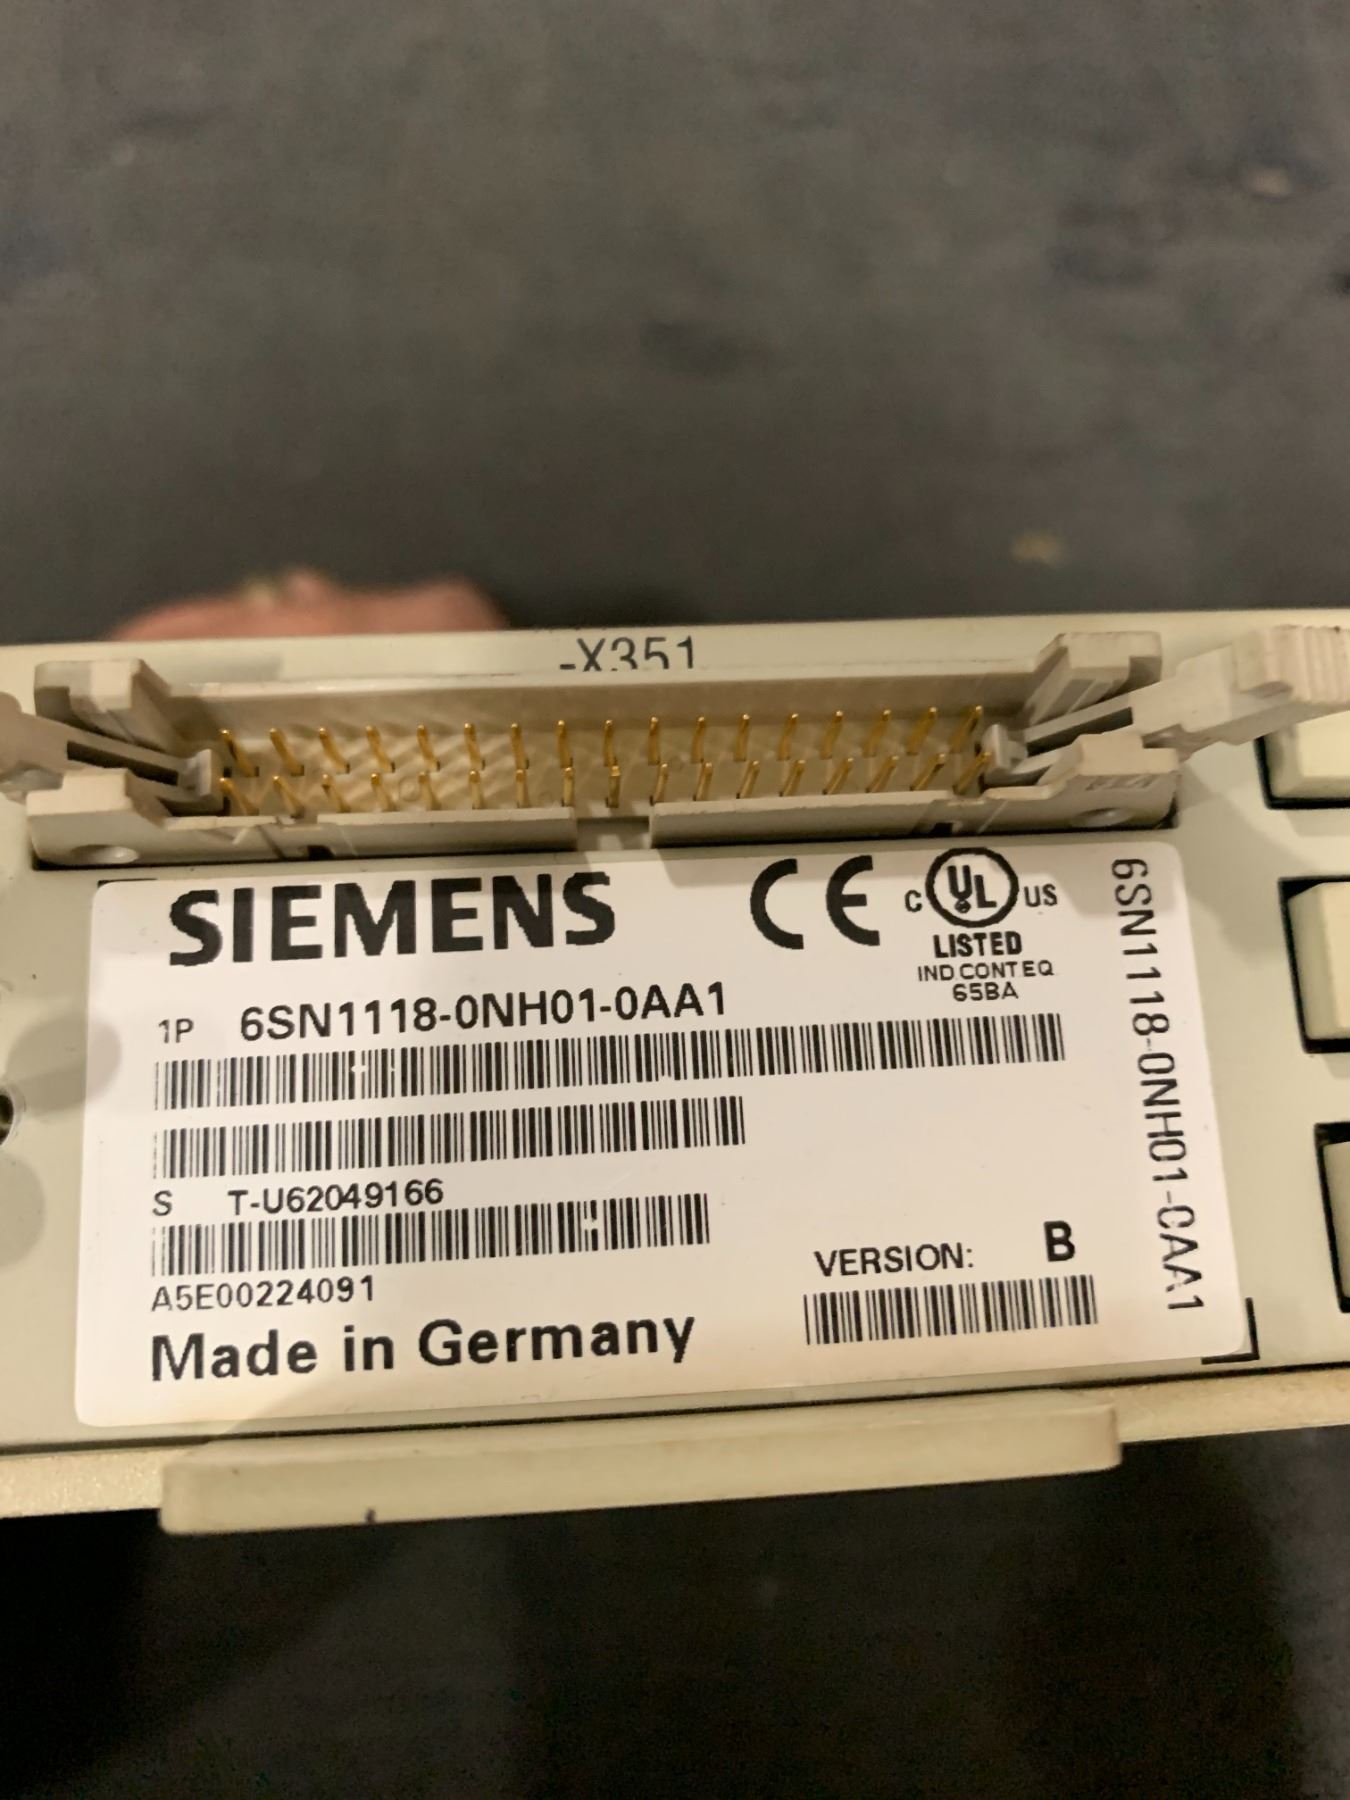 -X351
SIEMENS
CE
C UL US
LISTED
IND CONT EQ
65BA
1P 6SN1118-0NH01-0AA1
S T-U62049166
A5E00224091
VERSION: B
Made in Germany
6SN1118-0NH01-0AA1